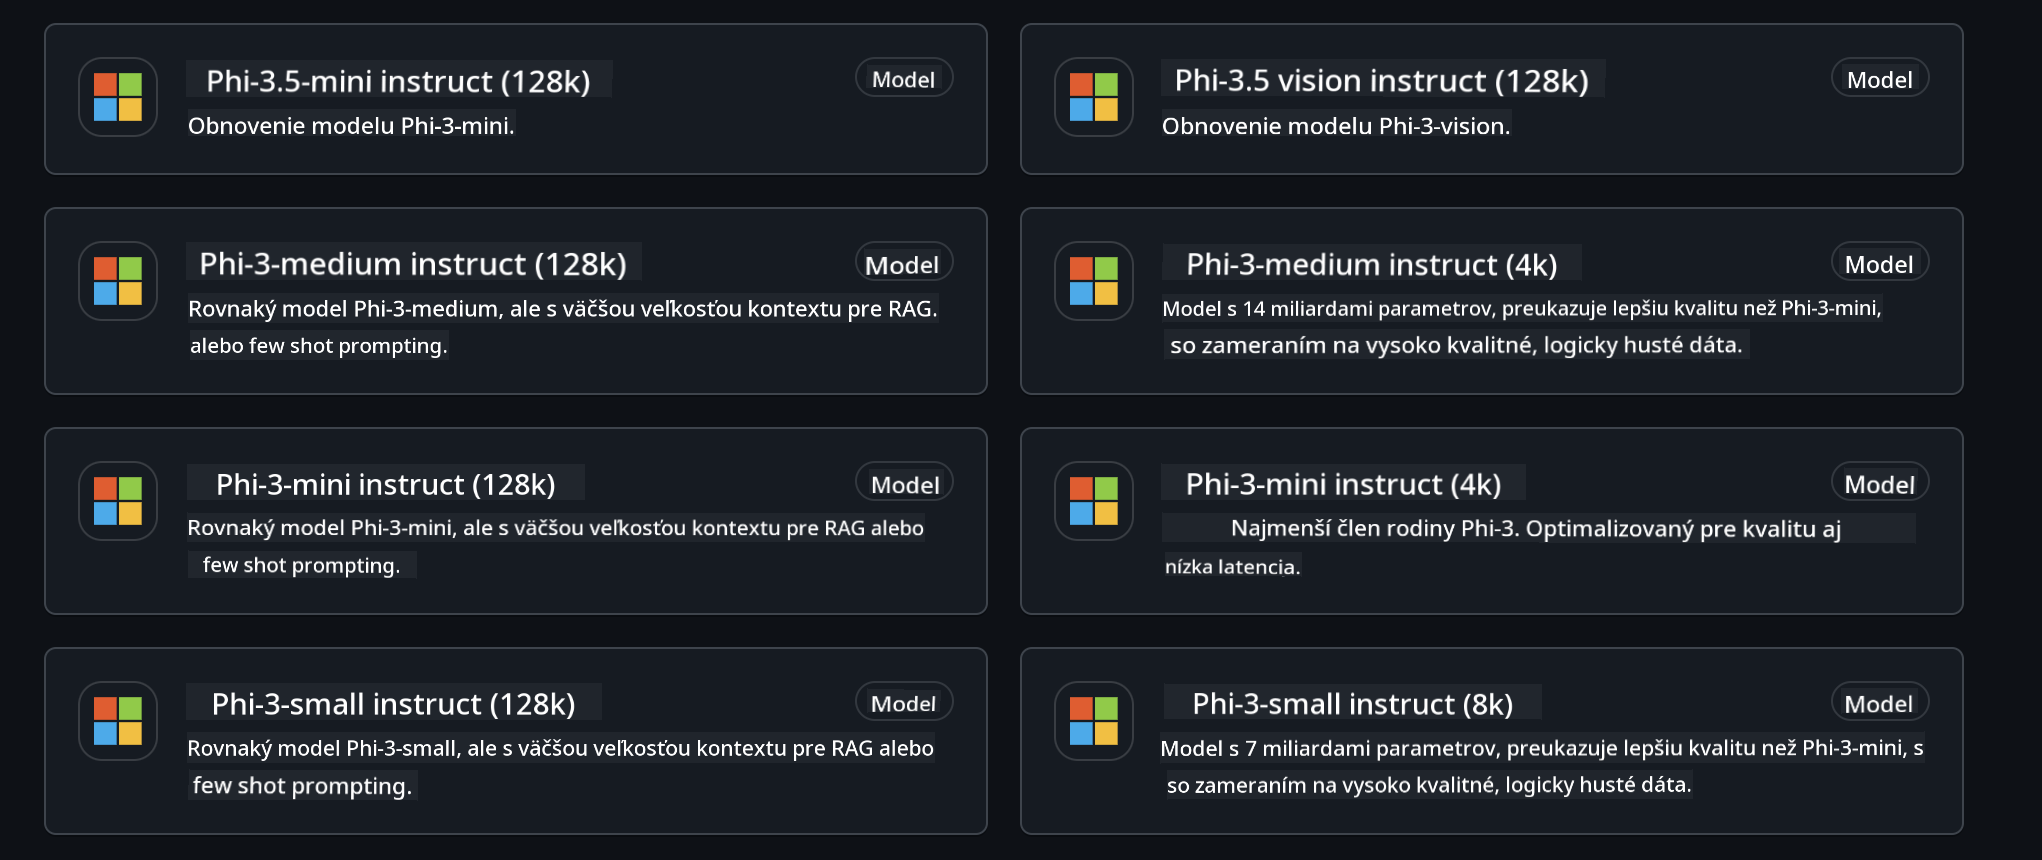 Phi-3.5-mini instruct (128k)
Model
Obnovenie modelu Phi-3-mini.
Phi-3.5 vision instruct (128k)
Model
Obnovenie modelu Phi-3-vision.
Phi-3-medium instruct (128k)
Model
Rovnaký model Phi-3-medium, ale s väčšou veľkosťou kontextu pre RAG.
alebo few shot prompting.
Phi-3-medium instruct (4k)
Model
Model s 14 miliardami parametrov, preukazuje lepšiu kvalitu než Phi-3-mini,
so zameraním na vysoko kvalitné, logicky husté dáta.
Phi-3-mini instruct (128k)
Model
Rovnaký model Phi-3-mini, ale s väčšou veľkosťou kontextu pre RAG alebo
few shot prompting.
Phi-3-mini instruct (4k)
Model
Najmenší člen rodiny Phi-3. Optimalizovaný pre kvalitu aj
nízka latencia.
Phi-3-small instruct (128k)
Model
Rovnaký model Phi-3-small, ale s väčšou veľkosťou kontextu pre RAG alebo
few shot prompting.
Phi-3-small instruct (8k)
Model
Model s 7 miliardami parametrov, preukazuje lepšiu kvalitu než Phi-3-mini, s
so zameraním na vysoko kvalitné, logicky husté dáta.